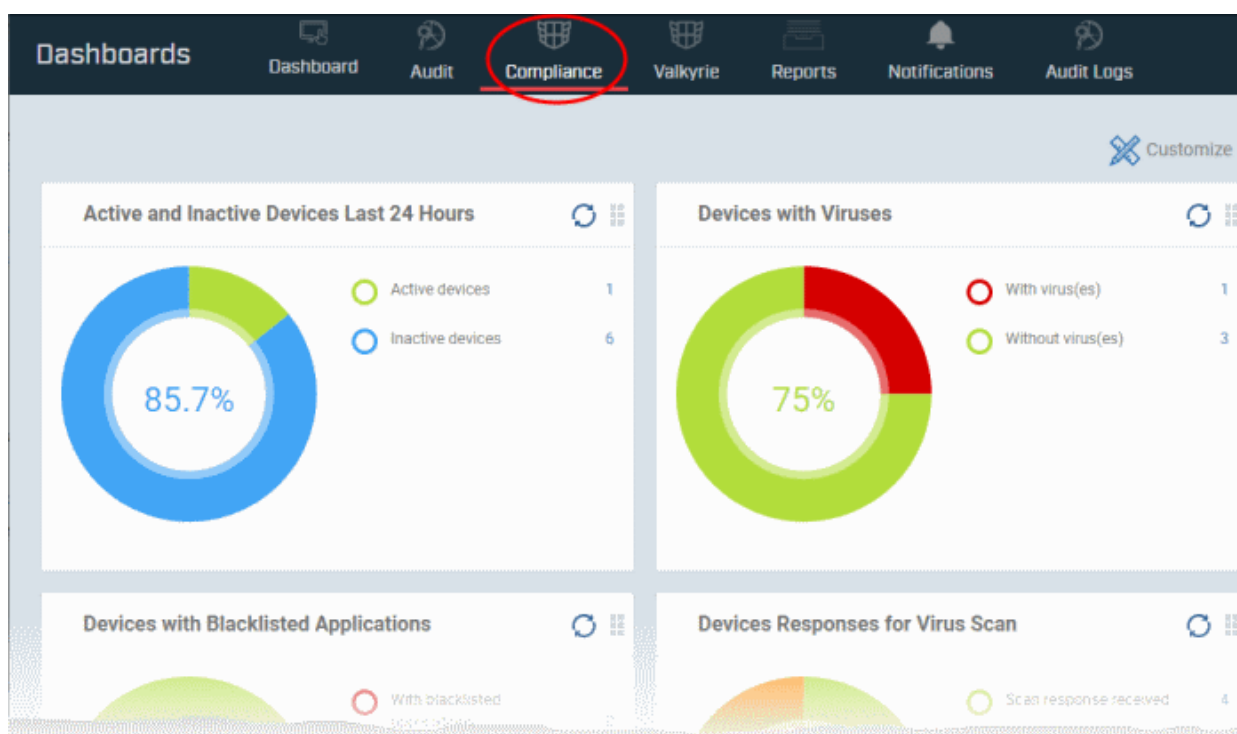 Dashboards
Dashboard
Audit
Compliance
Valkyrie
Reports
Notifications
Audit Logs
Customize
Active and Inactive Devices Last 24 Hours
85.7%
Active devices 1
Inactive devices 6
Devices with Viruses
75%
With virus(es) 1
Without virus(es) 3
Devices with Blacklisted Applications
With blacklisted
Devices Responses for Virus Scan
Scan response received 4